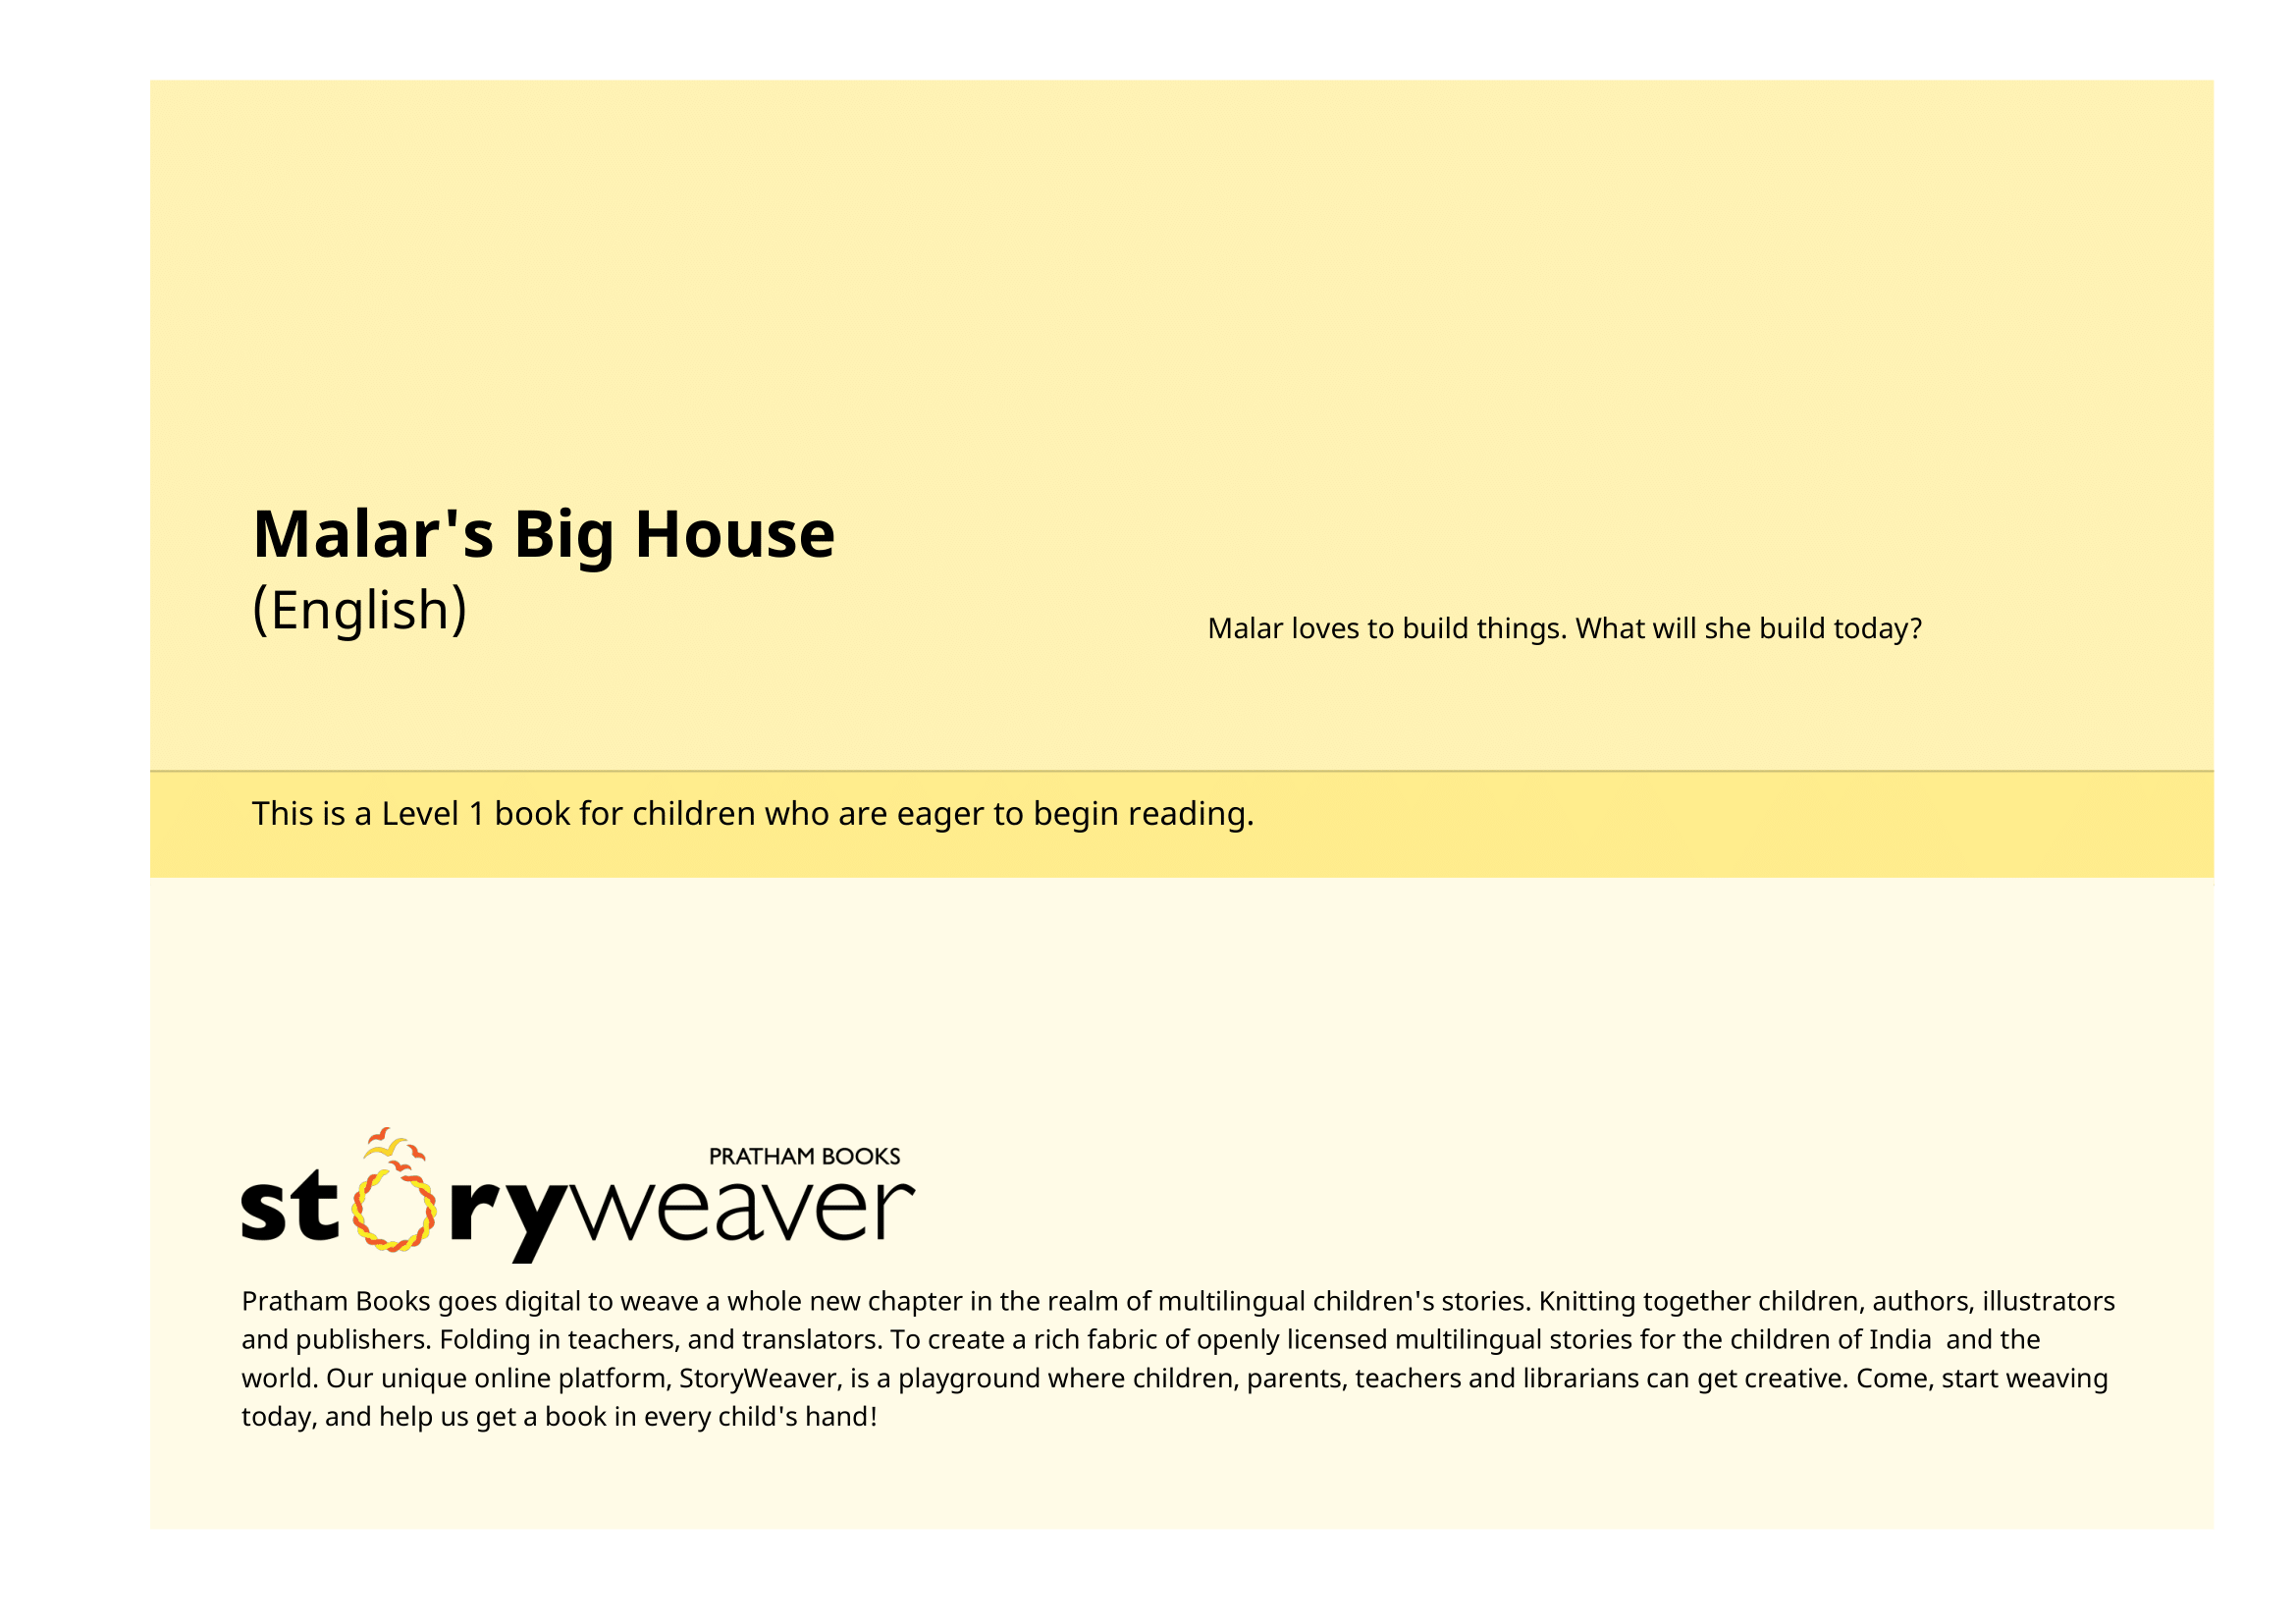 Malar's Big House
(English)
Malar loves to build things. What will she build today?
This is a Level 1 book for children who are eager to begin reading.
PRATHAM BOOKS
storyweaver
Pratham Books goes digital to weave a whole new chapter in the realm of multilingual children's stories. Knitting together children, authors, illustrators
and publishers. Folding in teachers, and translators. To create a rich fabric of openly licensed multilingual stories for the children of India  and the
world. Our unique online platform, StoryWeaver, is a playground where children, parents, teachers and librarians can get creative. Come, start weaving
today, and help us get a book in every child's hand!